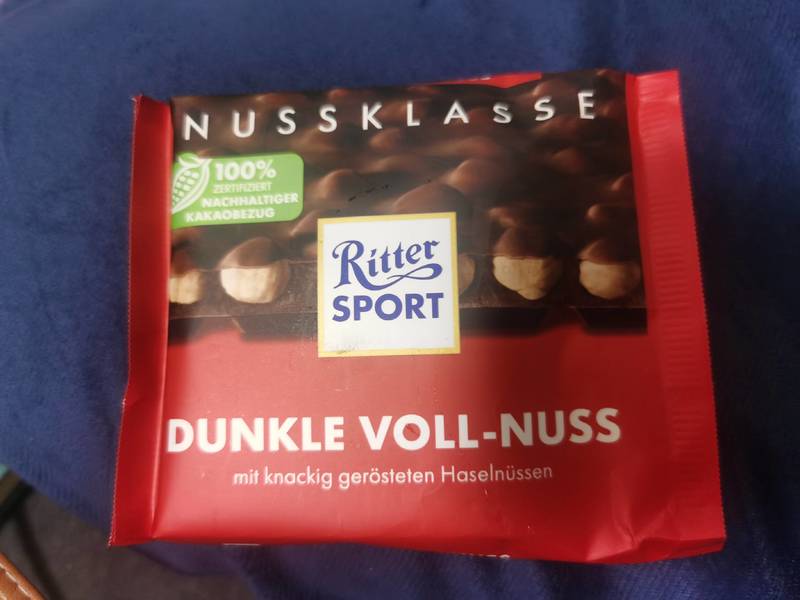 NUSSKLASSE
100%
ZERTIFIZIERT
NACHHALTIGER
KAKAOBEZUG
Ritter
SPORT
DUNKLE VOLL-NUSS
mit knackig gerösteten Haselnüssen